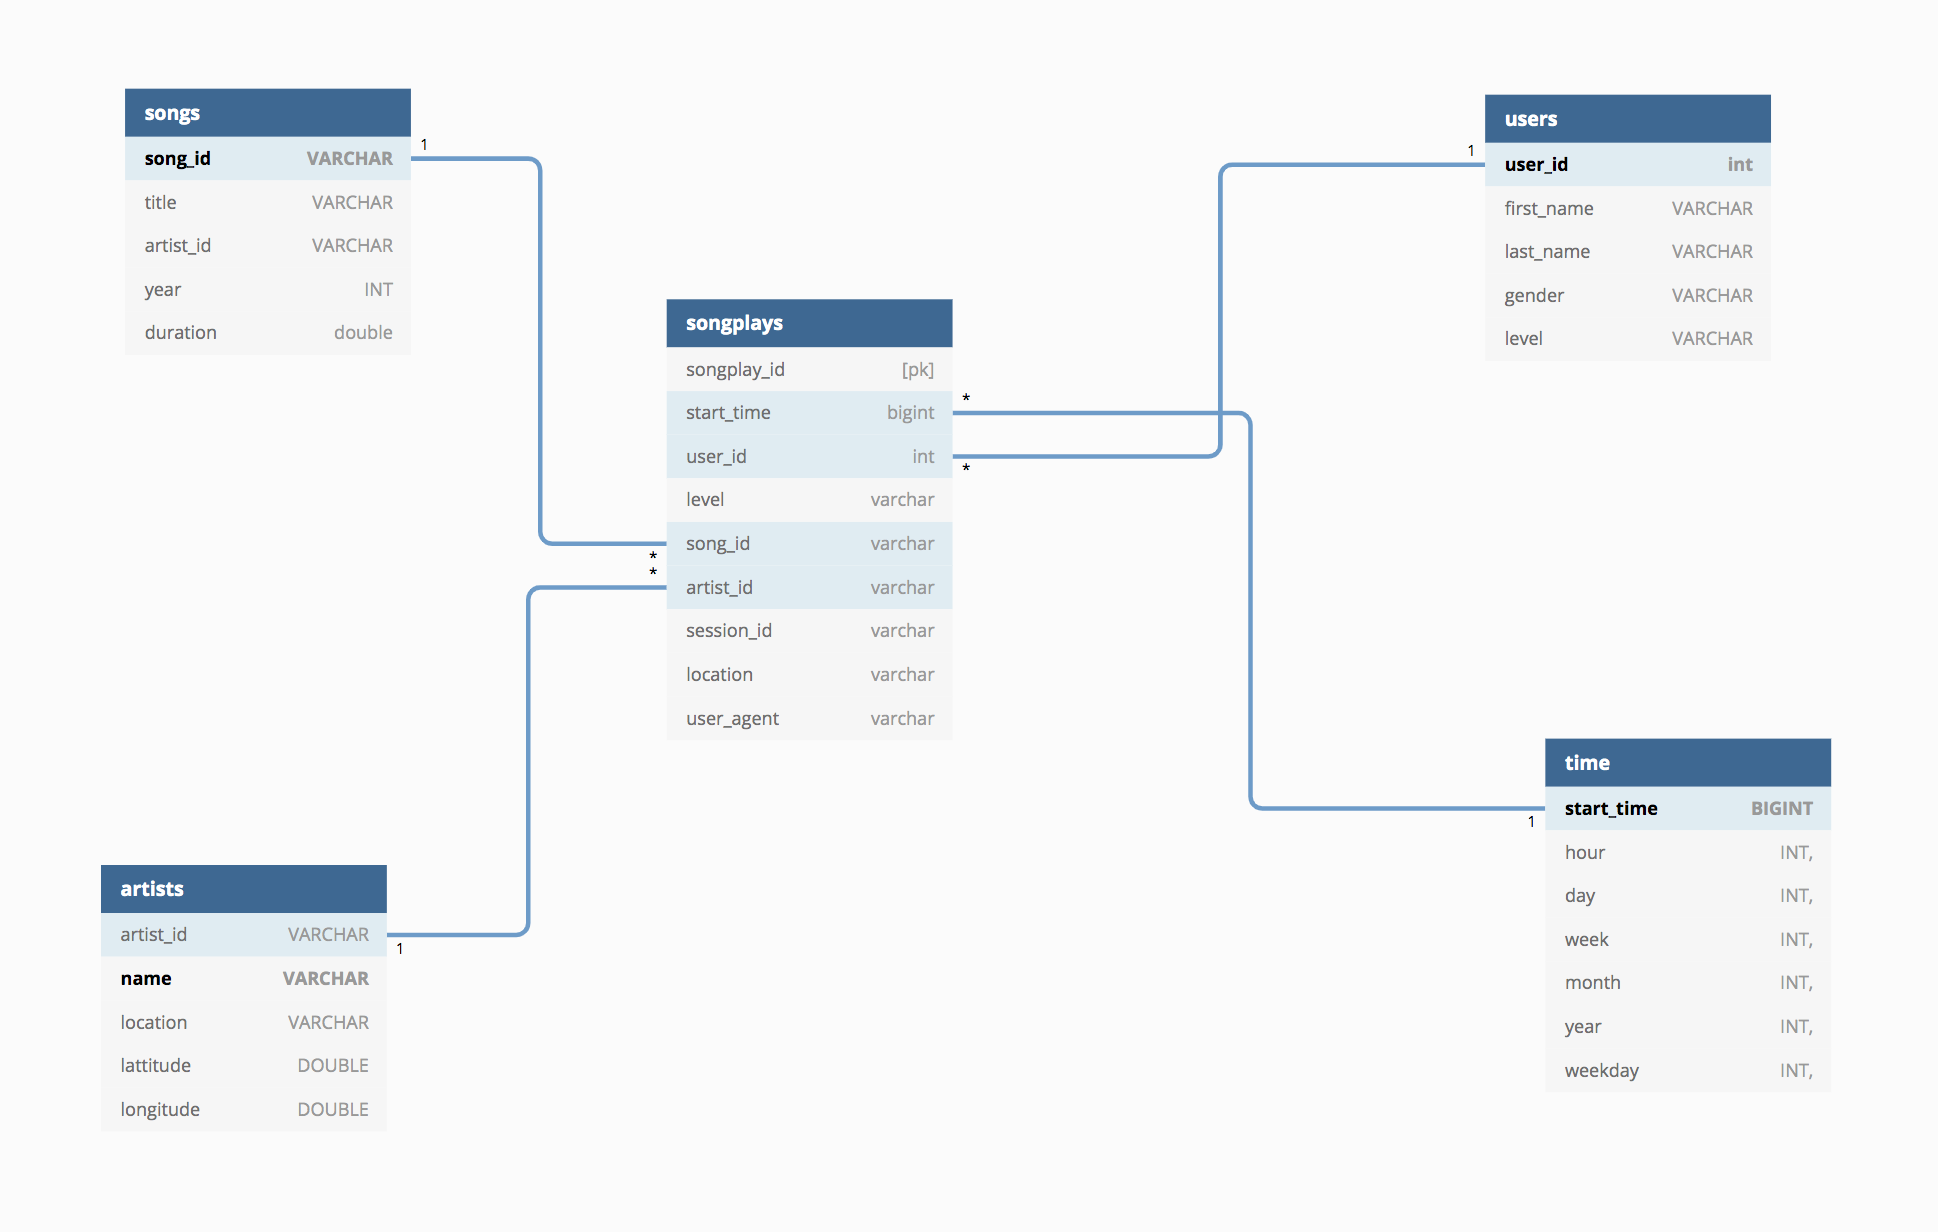 songs
song_id VARCHAR
title VARCHAR
artist_id VARCHAR
year INT
duration double
1
users
user_id int
first_name VARCHAR
last_name VARCHAR
gender VARCHAR
level VARCHAR
1
songplays
songplay_id [pk]
start_time bigint
user_id int
level varchar
song_id varchar
artist_id varchar
session_id varchar
location varchar
user_agent varchar
*
*
*
*
time
start_time BIGINT
hour INT,
day INT,
week INT,
month INT,
year INT,
weekday INT,
1
artists
artist_id VARCHAR
name VARCHAR
location VARCHAR
lattitude DOUBLE
longitude DOUBLE
1